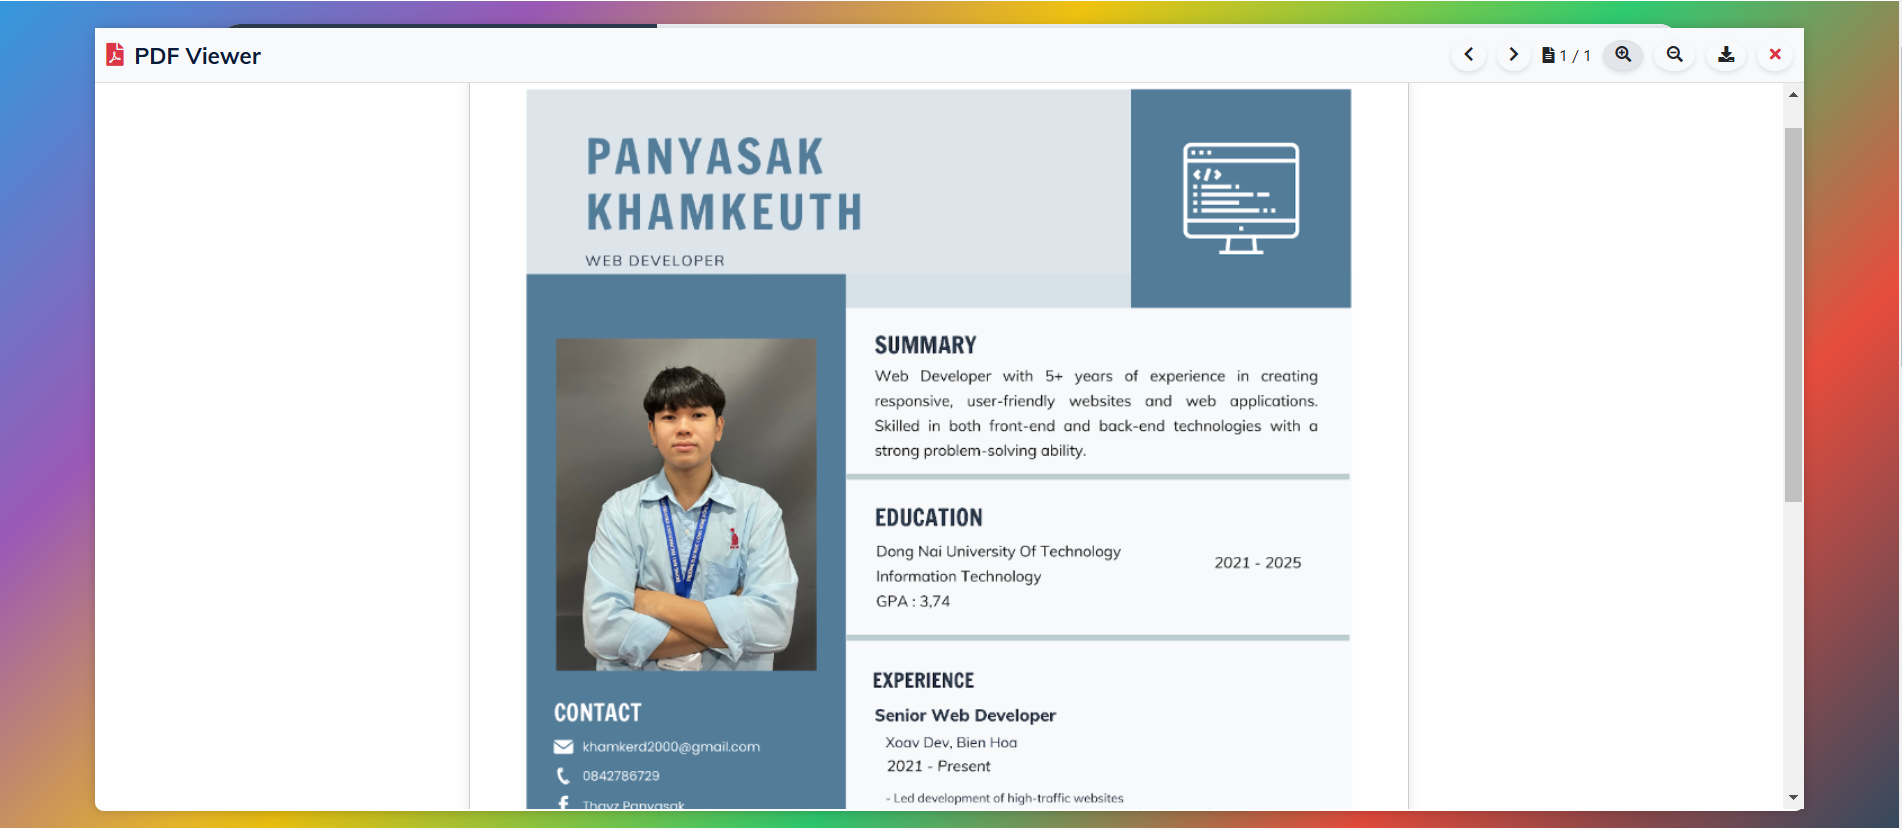 PDF Viewer
1 / 1
PANYASAK
KHAMKEUTH
WEB DEVELOPER
SUMMARY
Web Developer with 5+ years of experience in creating
responsive, user-friendly websites and web applications.
Skilled in both front-end and back-end technologies with a
strong problem-solving ability.
EDUCATION
Dong Nai University Of Technology
Information Technology
GPA : 3,74
2021 - 2025
EXPERIENCE
Senior Web Developer
Xoav Dev, Bien Hoa
2021 - Present
- Led development of high-traffic websites
CONTACT
khamkerd2000@gmail.com
0842786729
Thayz Panyasak